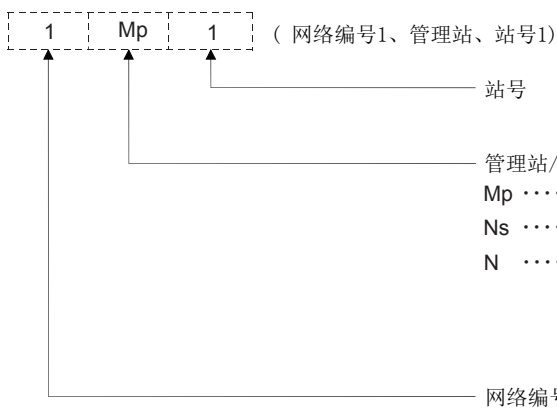 1 Mp 1 ( 网络编号1、管理站、站号1)
站号
管理站/
Mp ····
Ns ····
N ····
网络编号